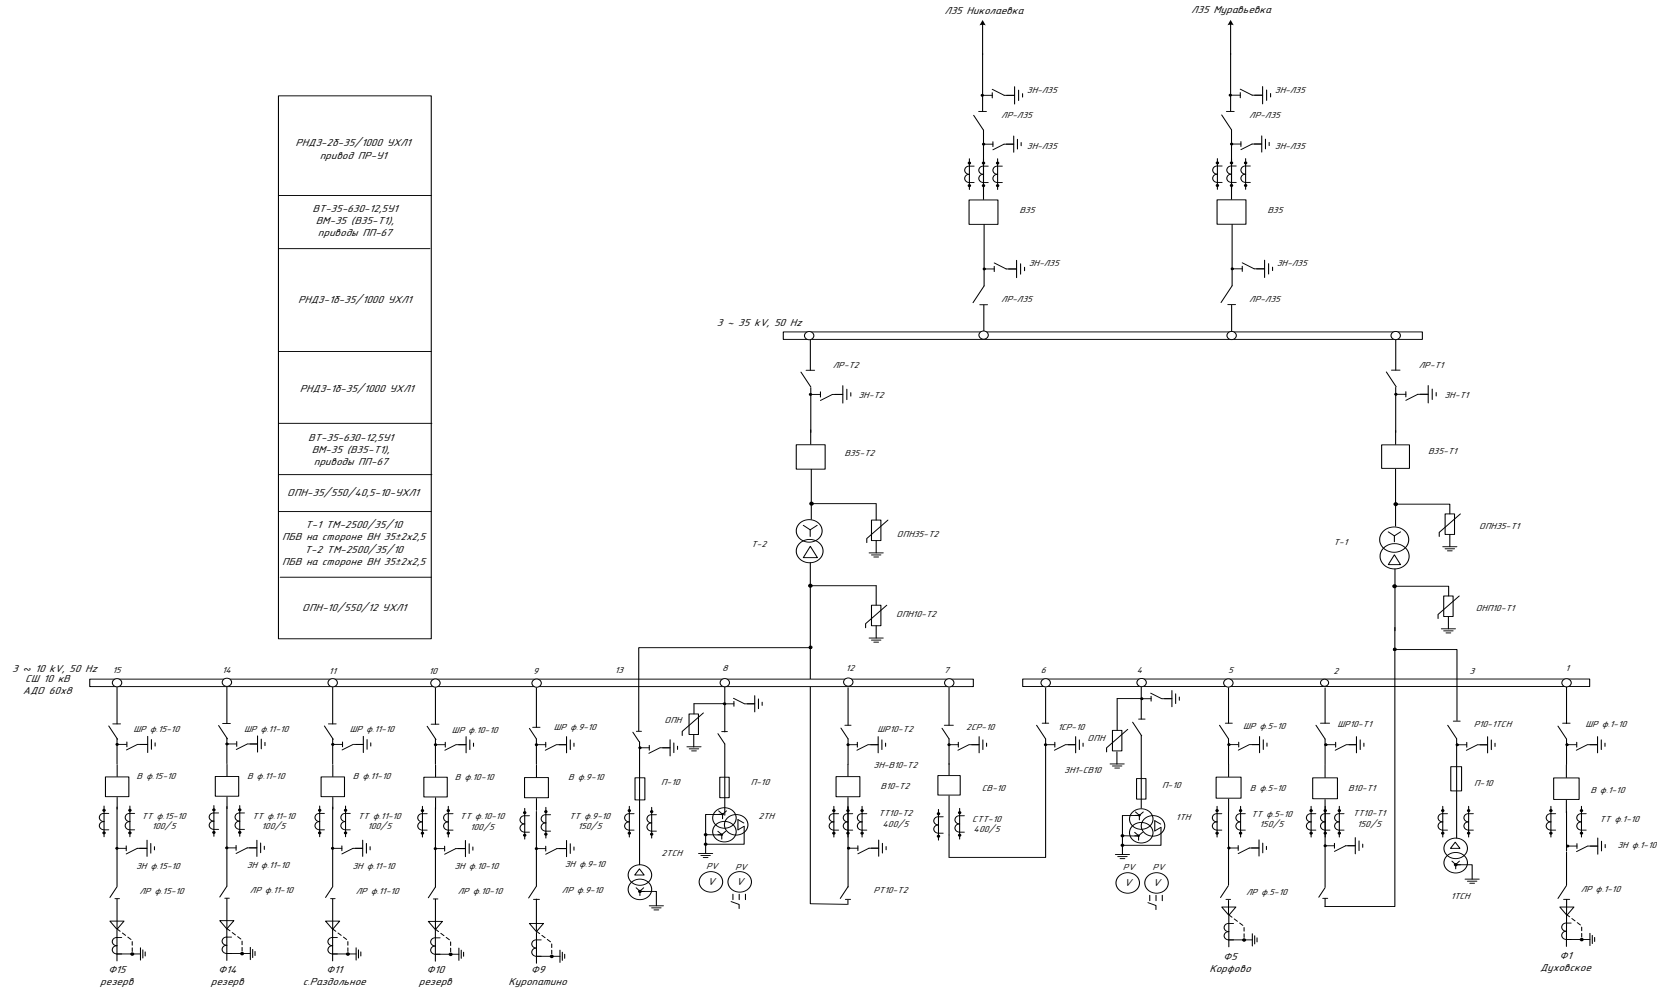 Л35 Николаевка
Л35 Муравьевка
ЗН-Л35
ЗН-Л35
ЛР-Л35
ЛР-Л35
ЗН-Л35
ЗН-Л35
В35
В35
ЗН-Л35
ЗН-Л35
ЛР-Л35
ЛР-Л35
РНДЗ-2б-35/1000 УХЛ1
привод ПР-У1
ВТ-35-630-12,5У1
ВМ-35 (В35-Т1),
приводы ПП-67
РНДЗ-1б-35/1000 УХЛ1
РНДЗ-1б-35/1000 УХЛ1
ВТ-35-630-12,5У1
ВМ-35 (В35-Т1),
приводы ПП-67
ОПН-35/550/40,5-10-УХЛ1
Т-1 ТМ-2500/35/10
ПБВ на стороне ВН 35±2х2,5
Т-2 ТМ-2500/35/10
ПБВ на стороне ВН 35±2х2,5
ОПН-10/550/12 УХЛ1
3 ~ 35 kV, 50 Hz
ЛР-Т2
ЛР-Т1
ЗН-Т2
ЗН-Т1
В35-Т2
В35-Т1
ОПН35-Т2
ОПН35-Т1
Т-2
Т-1
ОПН10-Т2
ОНП10-Т1
3 ~ 10 kV, 50 Hz
СШ 10 кВ
АДО 60х8
15
14
11
10
9
13
8
12
7
6
4
5
2
3
1
ШР ф.15-10
ШР ф.11-10
ШР ф.11-10
ШР ф.10-10
ШР ф.9-10
ОПН
ШР10-Т2
2СР-10
1СР-10
ОПН
ШР ф.5-10
ШР10-Т1
Р10-1ТСН
ШР ф.1-10
ЗН-В10-Т2
ЗН1-СВ10
В ф.15-10
В ф.11-10
В ф.11-10
В ф.10-10
В ф.9-10
П-10
П-10
В10-Т2
СВ-10
П-10
В ф.5-10
В10-Т1
П-10
В ф.1-10
ТТ ф.15-10
100/5
ТТ ф.11-10
100/5
ТТ ф.11-10
100/5
ТТ ф.10-10
100/5
ТТ ф.9-10
150/5
2ТН
ТТ10-Т2
400/5
СТТ-10
400/5
1ТН
ТТ ф.5-10
150/5
ТТ10-Т1
150/5
ТТ ф.1-10
ЗН ф.15-10
ЗН ф.11-10
ЗН ф.11-10
ЗН ф.10-10
ЗН ф.9-10
2ТСН
ЗН ф.5-10
ЗН ф.1-10
PV
PV
PV
PV
V
V
V
V
ЛР ф.15-10
ЛР ф.11-10
ЛР ф.11-10
ЛР ф.10-10
ЛР ф.9-10
РТ10-Т2
ЛР ф.5-10
1ТСН
ЛР ф.1-10
Ф15
резерв
Ф14
резерв
Ф11
с.Раздольное
Ф10
резерв
Ф9
Куропатино
Ф5
Корфово
Ф1
Духовское